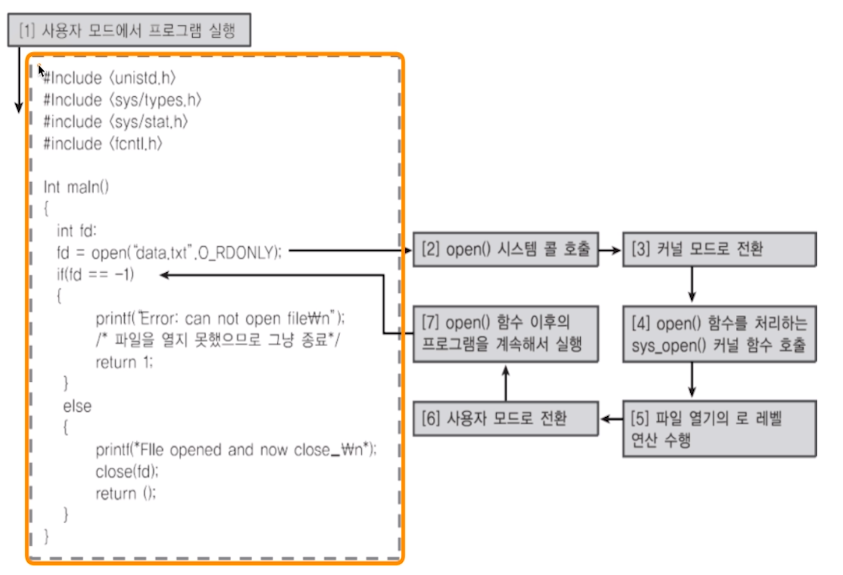 [1] 사용자 모드에서 프로그램 실행
#Include <unistd.h>
#Include <sys/types.h>
#include <sys/stat.h>
#include <fcntl.h>
Int maIn()
{
int fd:
fd = open("data.txt",O_RDONLY);
if(fd == -1)
{
printf("Error: can not open file₩n");
/* 파일을 열지 못했으므로 그냥 종료*/
return 1;
}
else
{
printf(*FIle opened and now close_₩n*);
close(fd);
return ();
}
}
[2] open() 시스템 콜 호출
[3] 커널 모드로 전환
[4] open() 함수를 처리하는
sys_open() 커널 함수 호출
[5] 파일 열기의 로 레벨
연산 수행
[6] 사용자 모드로 전환
[7] open() 함수 이후의
프로그램을 계속해서 실행